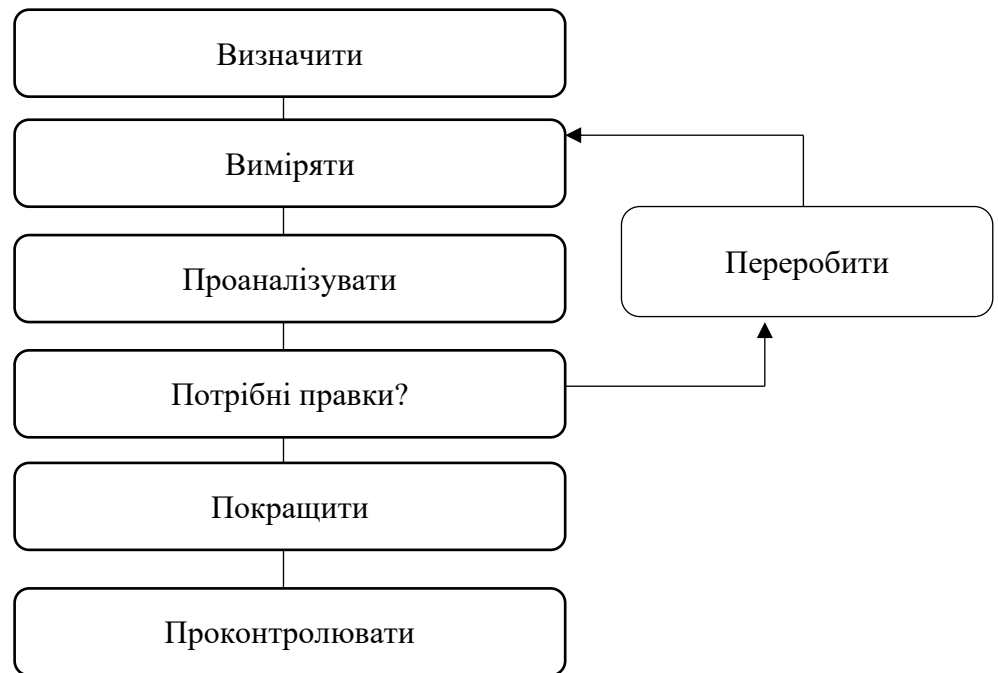 Визначити
Виміряти
Проаналізувати
Переробити
Потрібні правки?
Покращити
Проконтролювати